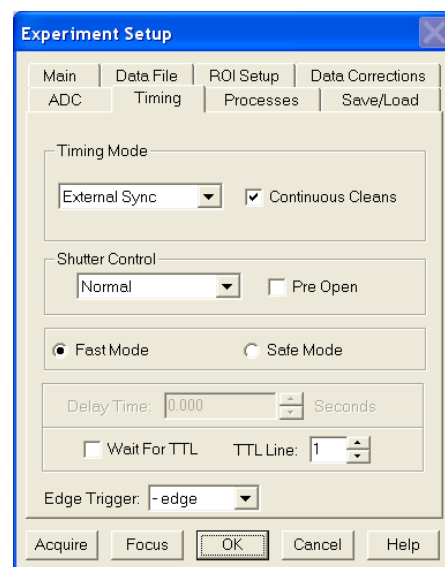 Experiment Setup
Main Data File ROI Setup Data Corrections
ADC Timing Processes Save/Load
Timing Mode
External Sync Continuous Cleans
Shutter Control
Normal Pre Open
Fast Mode Safe Mode
Delay Time: 0.000 Seconds
Wait For TTL TTL Line: 1
Edge Trigger: - edge
Acquire Focus OK Cancel Help